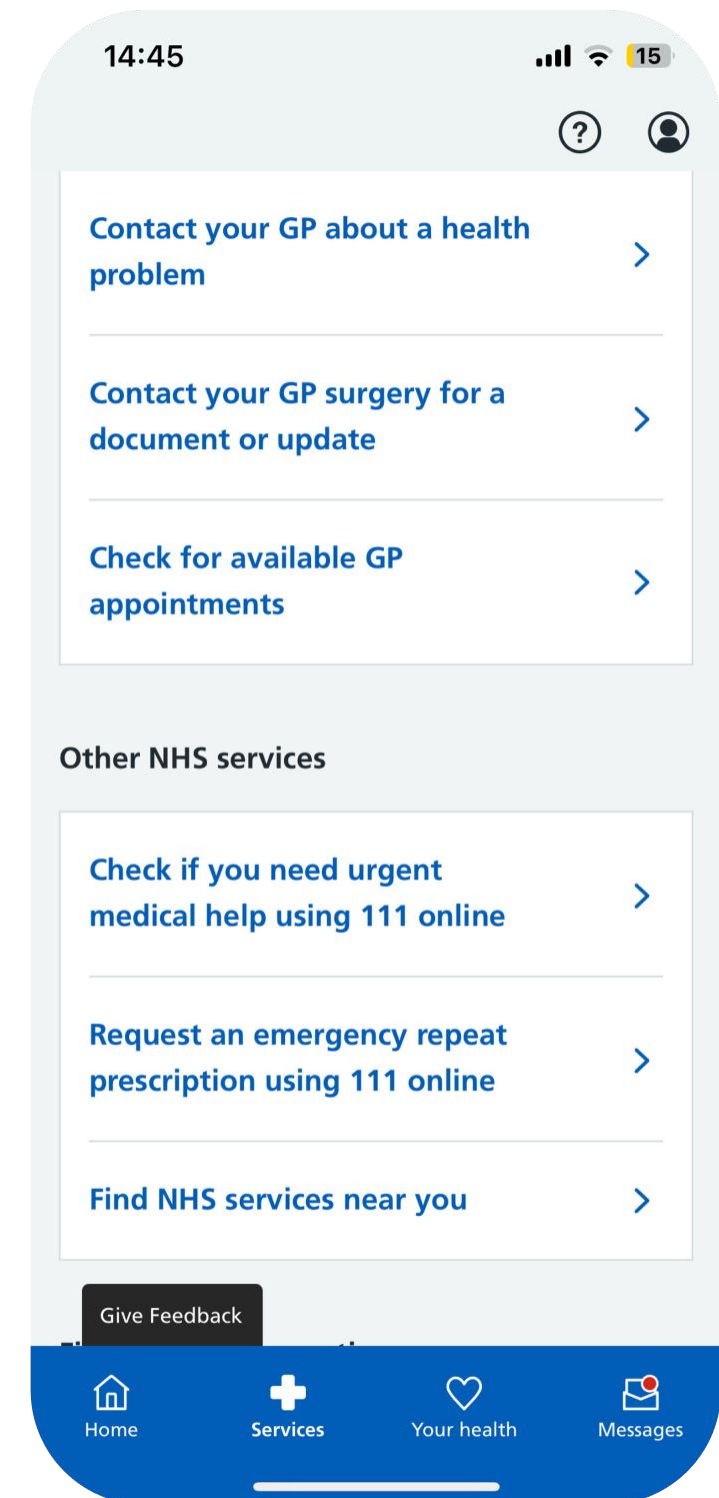 14:45
15
?
Contact your GP about a health
problem
Contact your GP surgery for a
document or update
Check for available GP
appointments
Other NHS services
Check if you need urgent
medical help using 111 online
Request an emergency repeat
prescription using 111 online
Find NHS services near you
Give Feedback
Home
Services
Your health
Messages